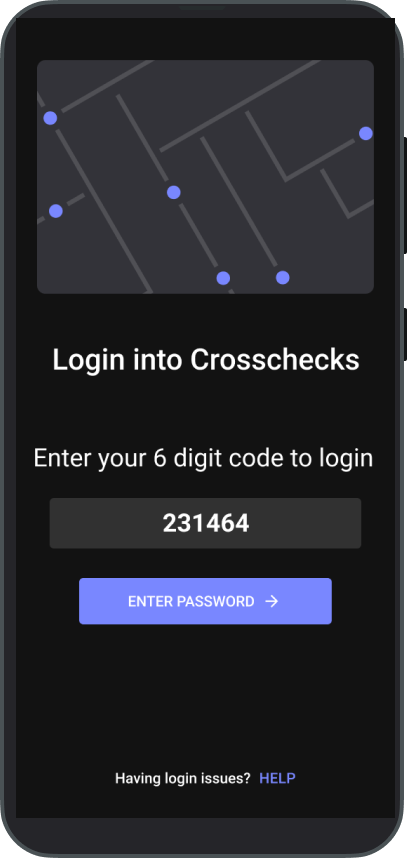 Login into Crosschecks
Enter your 6 digit code to login
231464
ENTER PASSWORD →
Having login issues? HELP